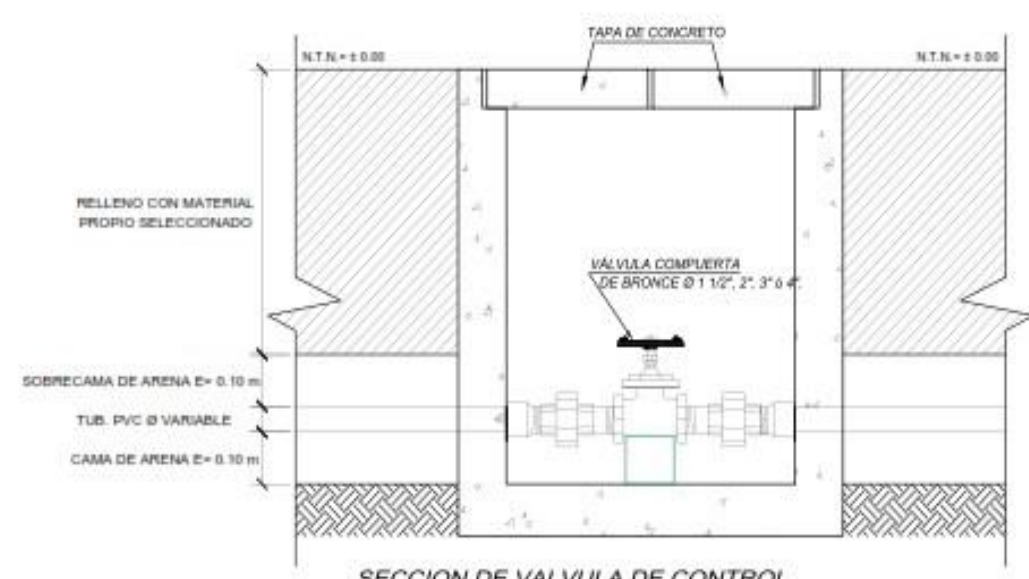 TAPA DE CONCRETO
N.T.N.= ± 0.00
N.T.N.= ± 0.00
RELLENO CON MATERIAL
PROPIO SELECCIONADO
VÁLVULA COMPUERTA
DE BRONCE Ø 1 1/2", 2", 3" ó 4".
SOBRECAMA DE ARENA E= 0.10 m
TUB. PVC Ø VARIABLE
CAMA DE ARENA E= 0.10 m
SECCION DE VALVULA DE CONTROL